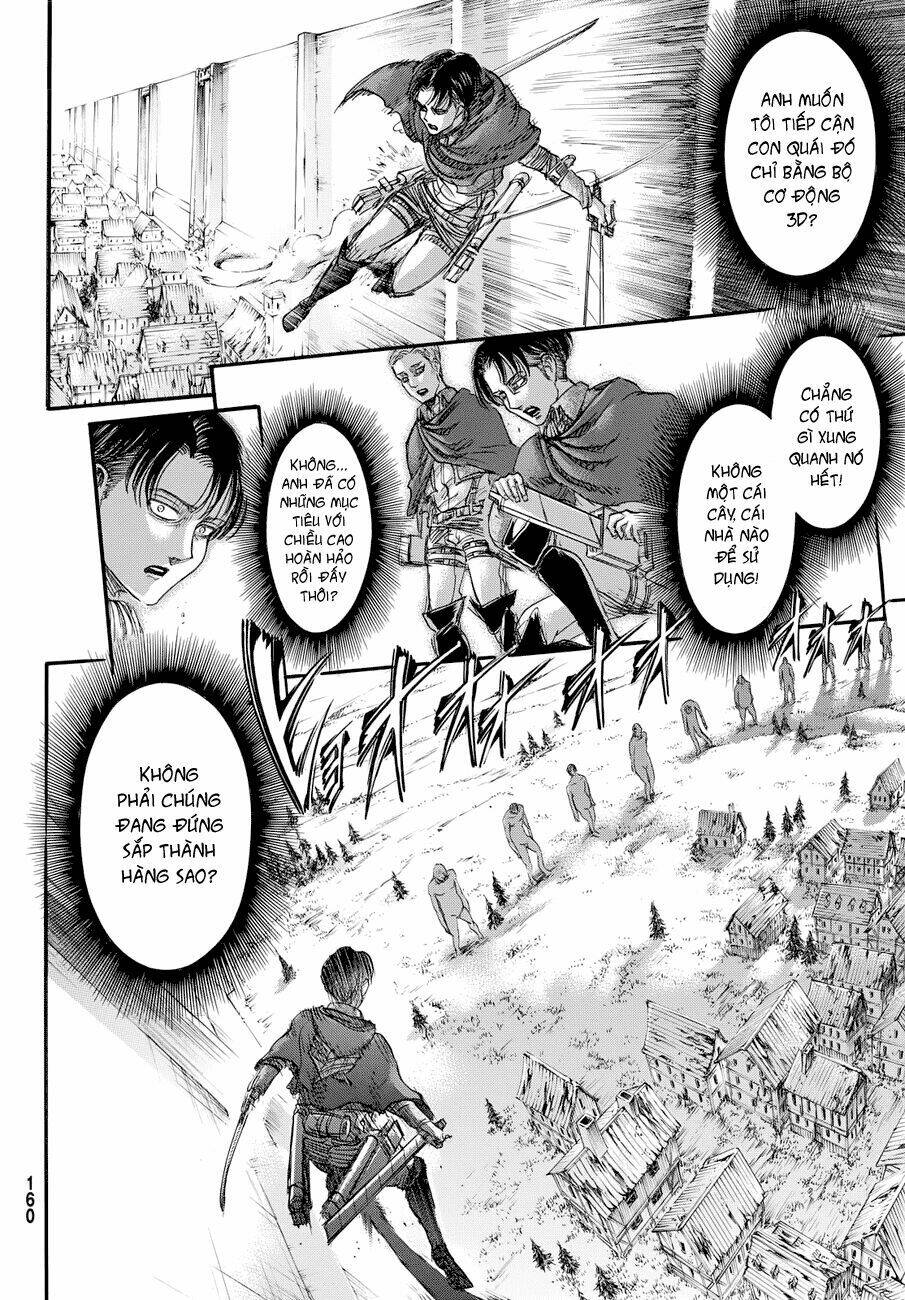 ANH MUỐN
TÔI TIẾP CẬN
CON QUÁI ĐÓ
CHỈ BẰNG BỘ
CƠ ĐỘNG
3D?
CHẲNG
CÓ THỨ
GÌ XUNG
QUANH NÓ
HẾT!
KHÔNG
MỘT CÁI
CÂY, CÁI
NHÀ NÀO
ĐỂ SỬ
DỤNG!
KHÔNG...
ANH ĐÃ CÓ
NHỮNG MỤC
TIÊU VỚI
CHIỀU CAO
HOÀN HẢO
RỒI ĐẤY
THÔI?
KHÔNG
PHẢI CHÚNG
ĐANG ĐỨNG
SẮP THÀNH
HÀNG SAO?
160